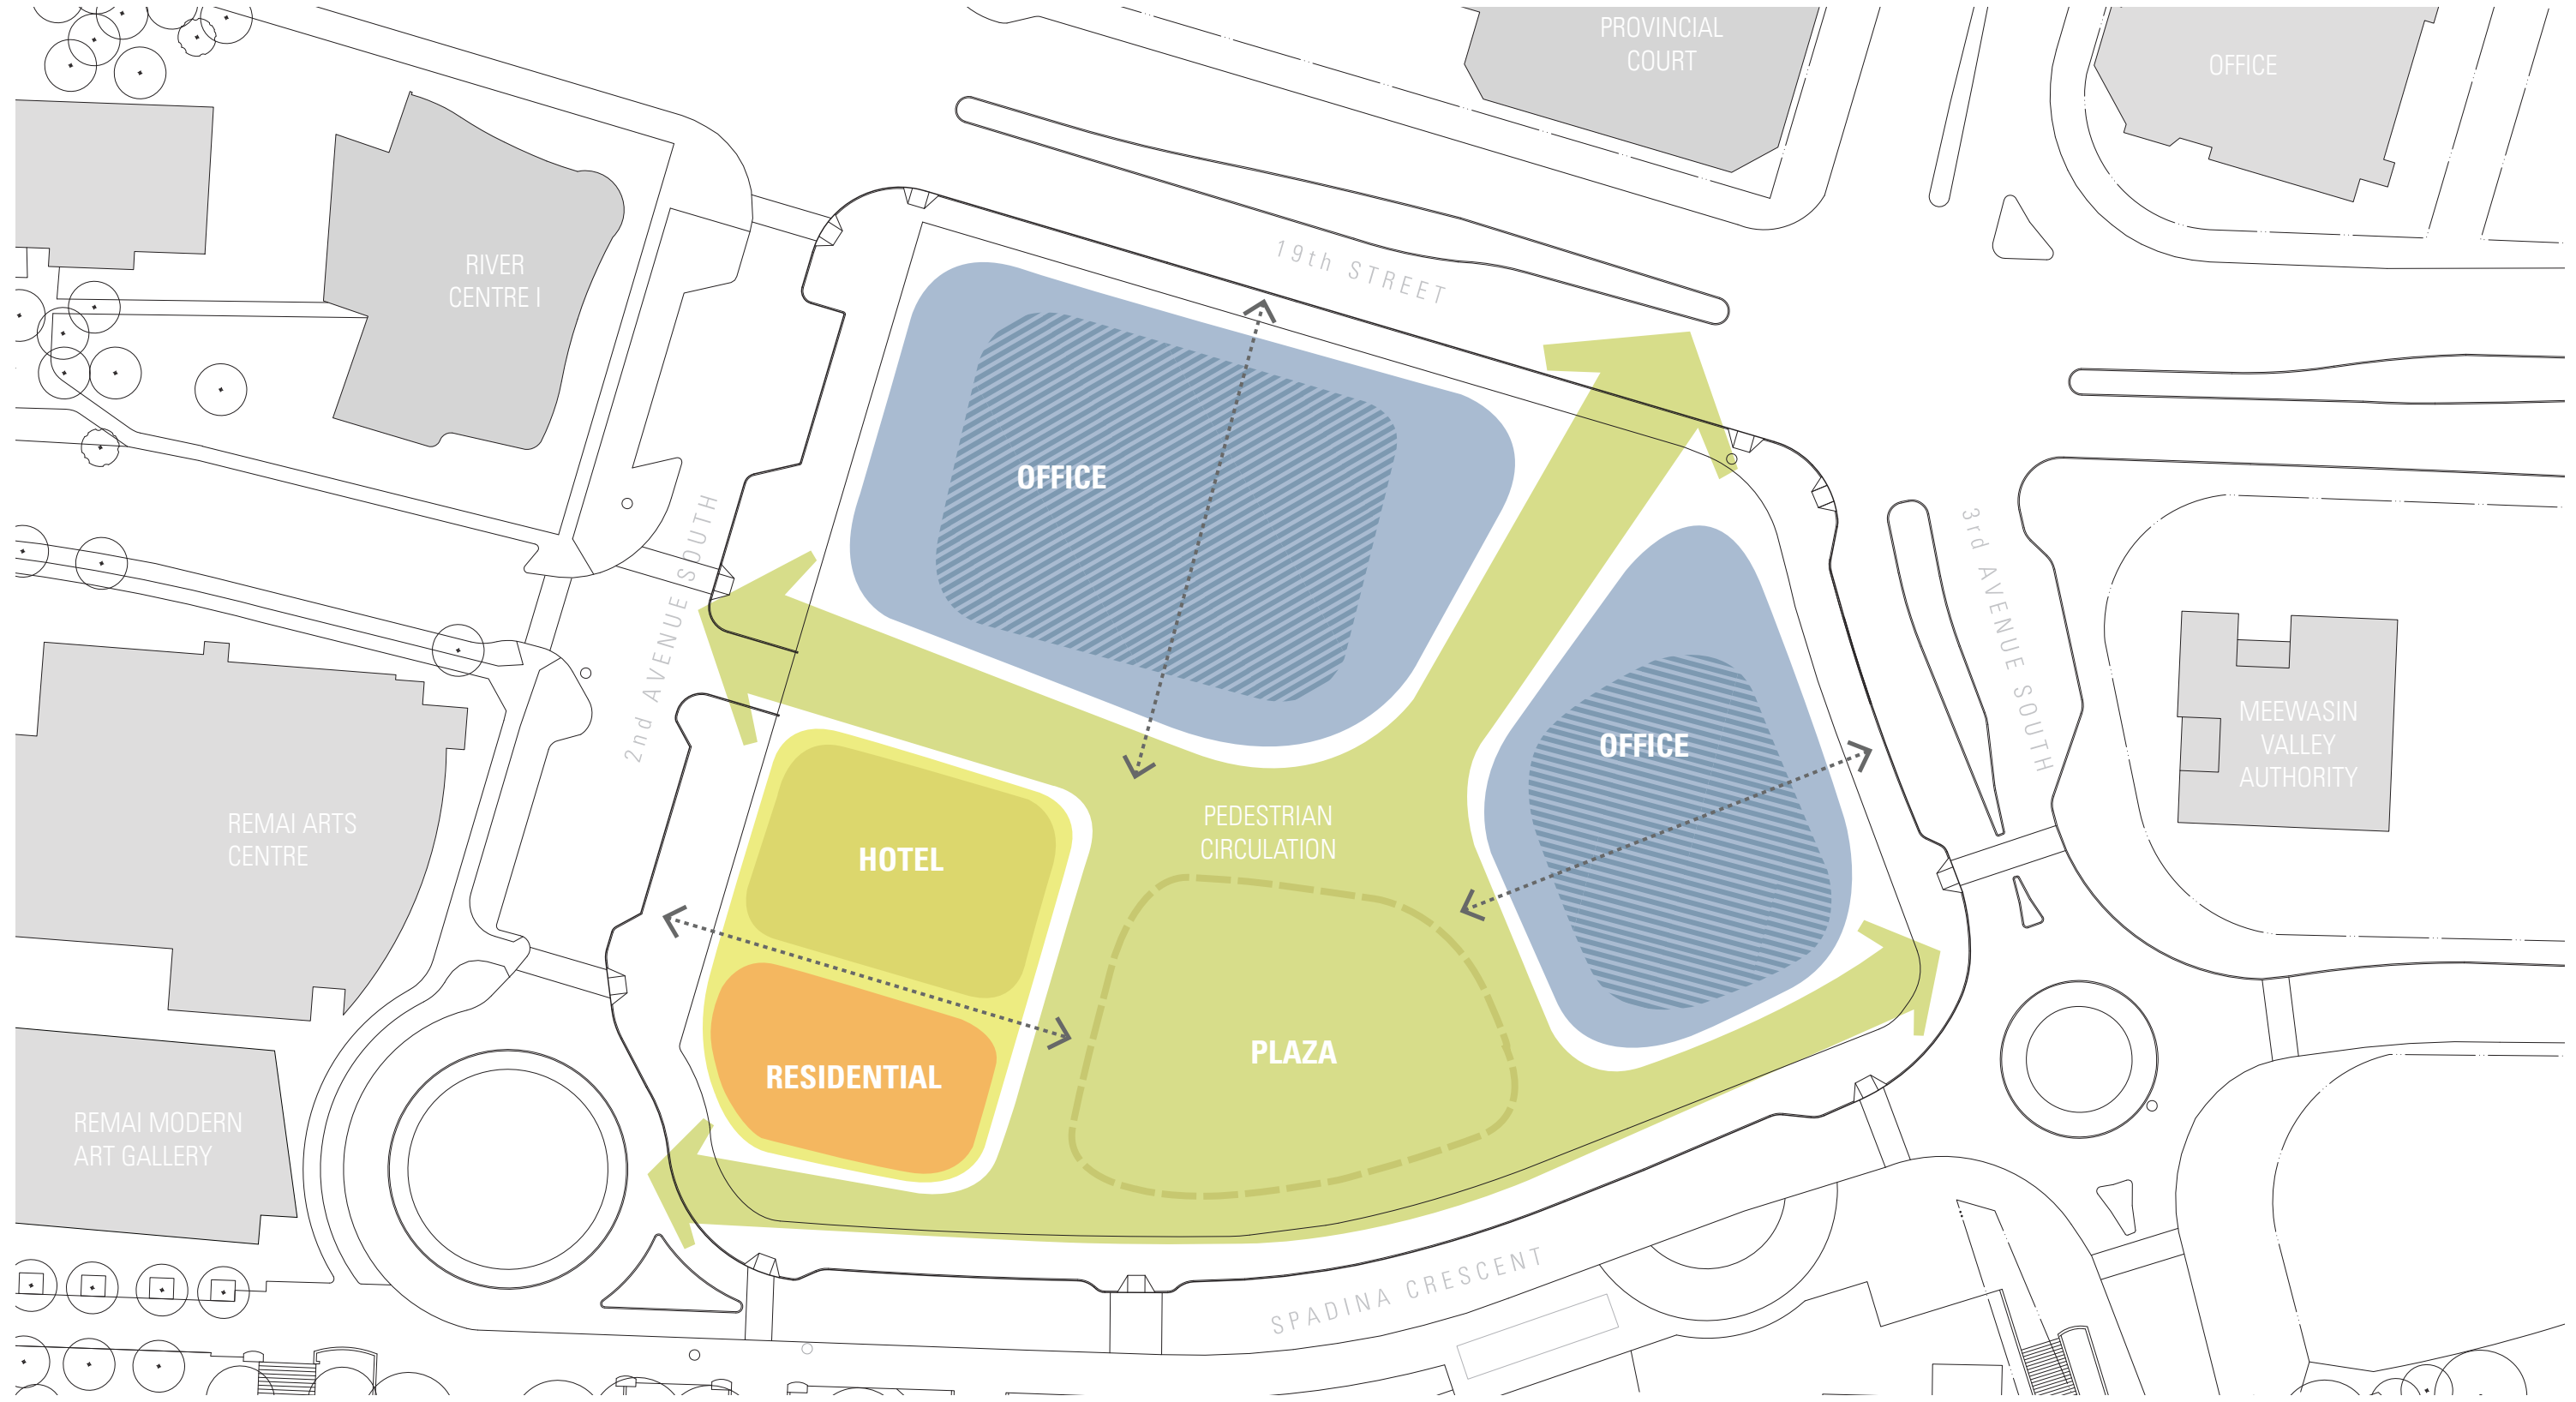 PROVINCIAL
COURT
OFFICE
RIVER
CENTRE I
19th STREET
OFFICE
2nd AVENUE SOUTH
3rd AVENUE SOUTH
OFFICE
MEEWASIN
VALLEY
AUTHORITY
REMAI ARTS
CENTRE
HOTEL
PEDESTRIAN
CIRCULATION
PLAZA
RESIDENTIAL
REMAI MODERN
ART GALLERY
SPADINA CRESCENT